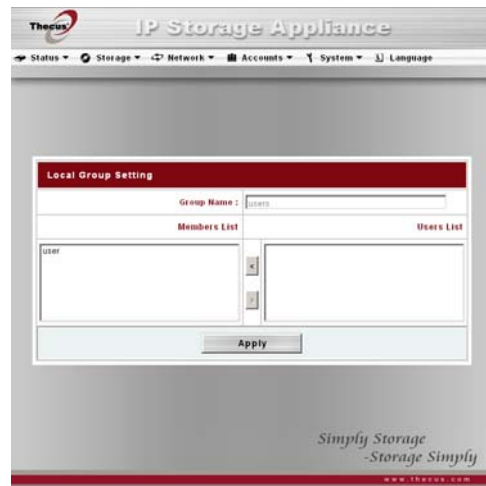 Thecus
IP Storage Appliance
Status Storage Network Accounts System Language
Local Group Setting
Group Name : users
Members List Users List
user
<
>
Apply
Simply Storage
-Storage Simply
www.thecus.com